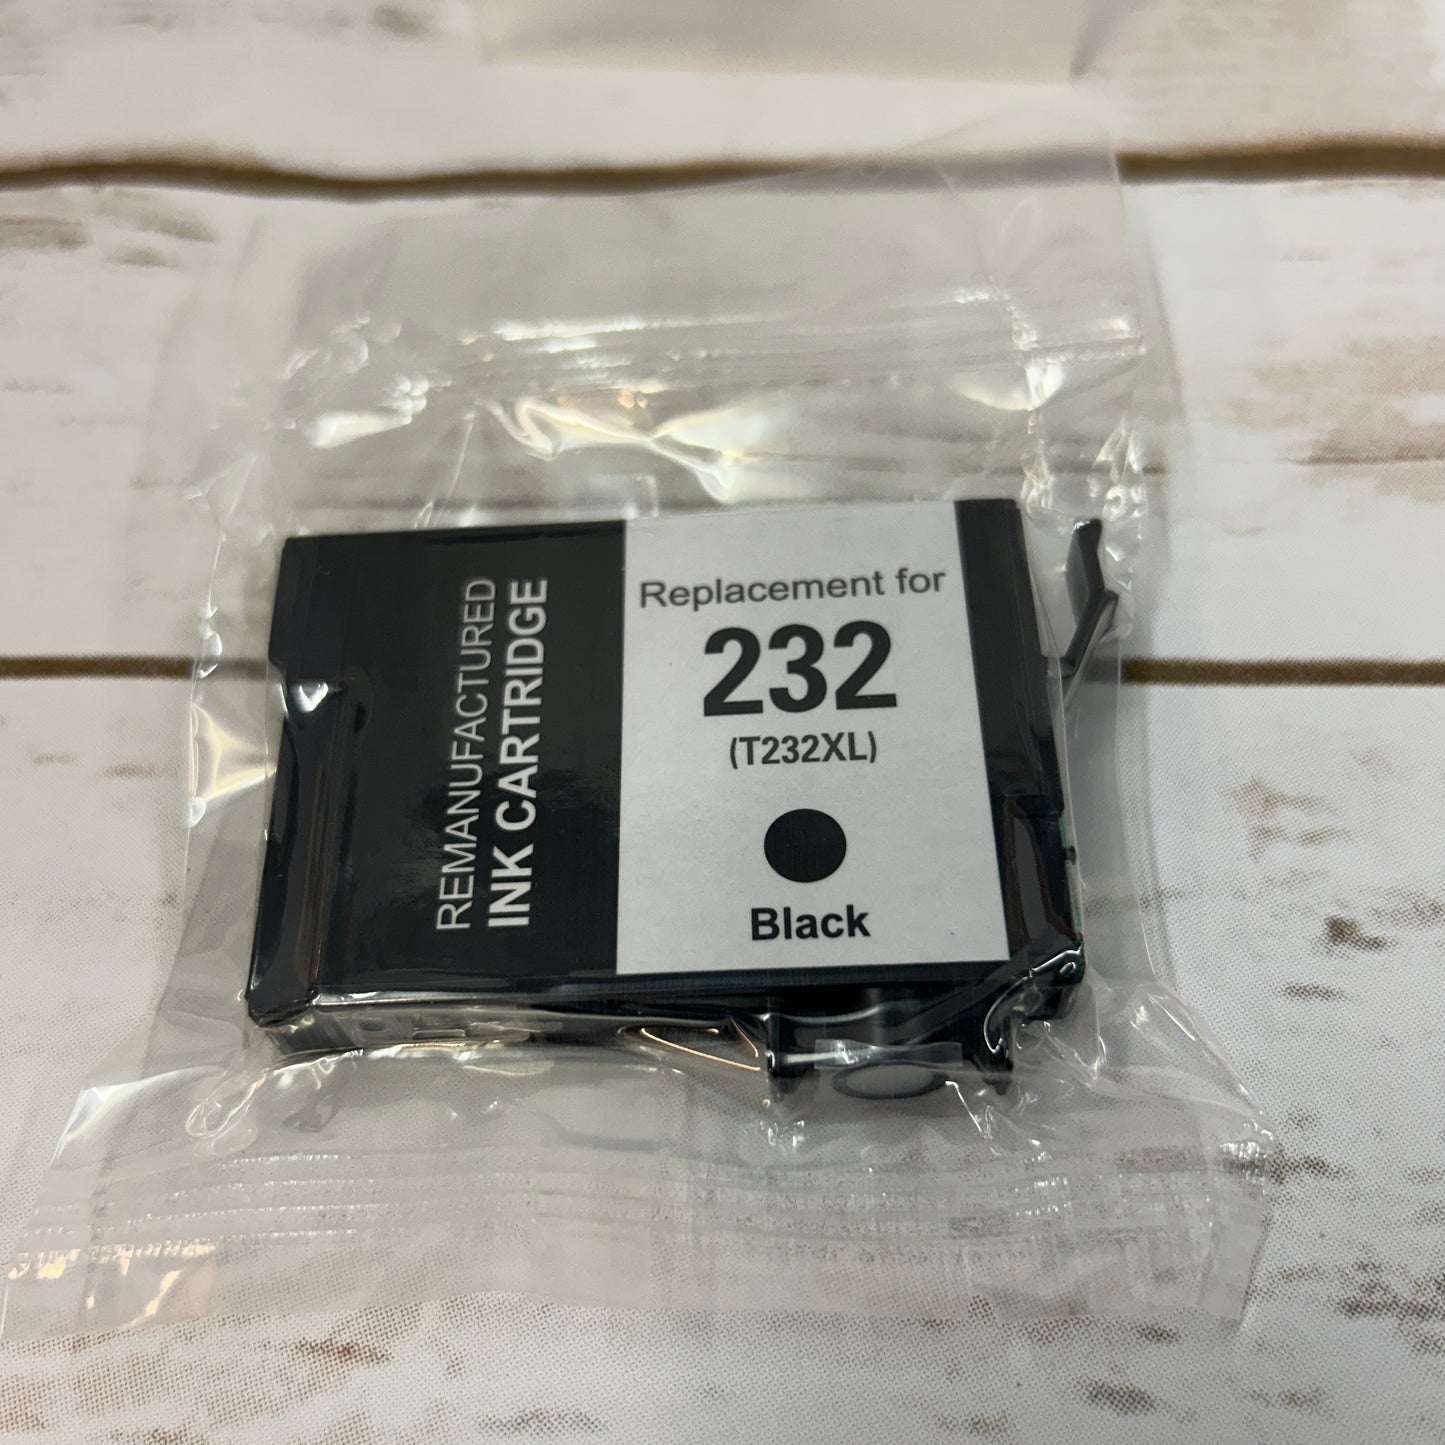 REMANUFACTURED
INK CARTRIDGE
Replacement for
232
(T232XL)
Black